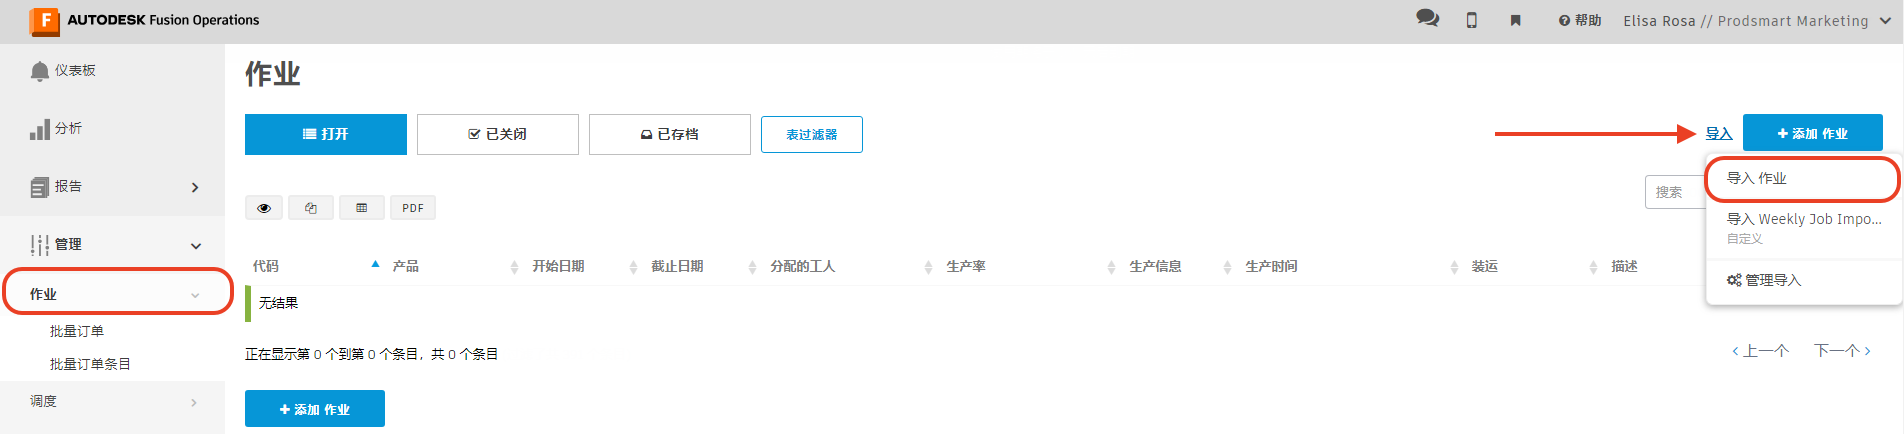 AUTODESK Fusion Operations
帮助
Elisa Rosa // Prodsmart Marketing
仪表板
分析
报告
管理
作业
批量订单
批量订单条目
调度
作业
打开
已关闭
已存档
表过滤器
导入
+ 添加 作业
导入 作业
导入 Weekly Job Impo...
自定义
管理导入
搜索
PDF
代码 产品 开始日期 截止日期 分配的工人 生产率 生产信息 生产时间 装运 描述
无结果
正在显示第 0 个到第 0 个条目，共 0 个条目
上一个 下一个
+ 添加 作业